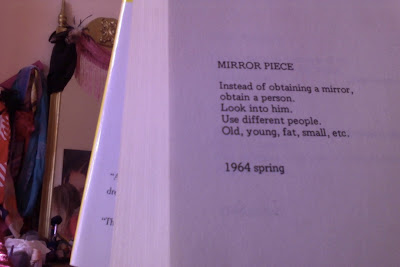 MIRROR PIECE
Instead of obtaining a mirror,
obtain a person.
Look into him.
Use different people.
Old, young, fat, small, etc.
1964 spring